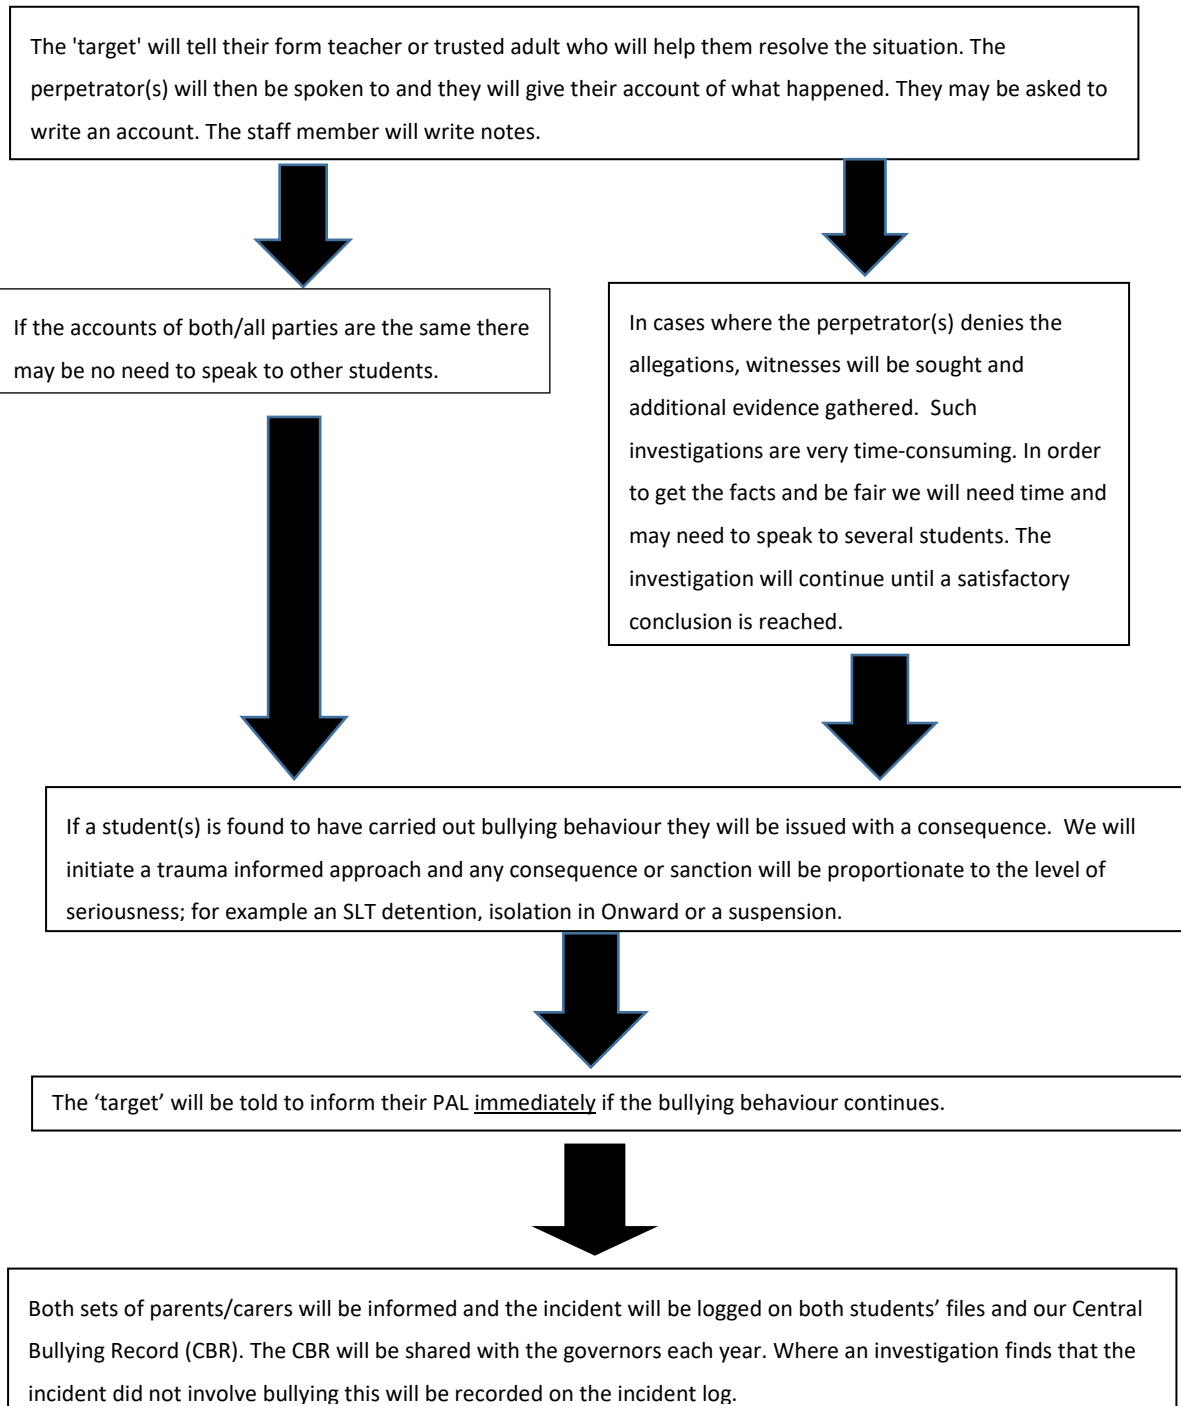 The 'target' will tell their form teacher or trusted adult who will help them resolve the situation. The
perpetrator(s) will then be spoken to and they will give their account of what happened. They may be asked to
write an account. The staff member will write notes.
If the accounts of both/all parties are the same there
may be no need to speak to other students.
In cases where the perpetrator(s) denies the
allegations, witnesses will be sought and
additional evidence gathered.  Such
investigations are very time-consuming. In order
to get the facts and be fair we will need time and
may need to speak to several students. The
investigation will continue until a satisfactory
conclusion is reached.
If a student(s) is found to have carried out bullying behaviour they will be issued with a consequence.  We will
initiate a trauma informed approach and any consequence or sanction will be proportionate to the level of
seriousness; for example an SLT detention, isolation in Onward or a suspension.
The ‘target’ will be told to inform their PAL immediately if the bullying behaviour continues.
Both sets of parents/carers will be informed and the incident will be logged on both students’ files and our Central
Bullying Record (CBR). The CBR will be shared with the governors each year. Where an investigation finds that the
incident did not involve bullying this will be recorded on the incident log.